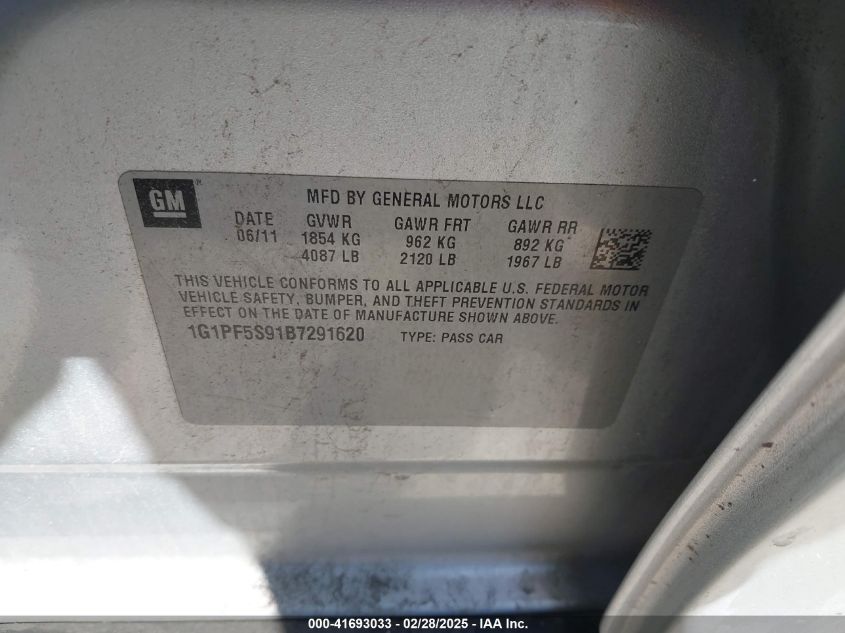 GM®
MFD BY GENERAL MOTORS LLC
DATE GVWR GAWR FRT GAWR RR
06/11 1854 KG 962 KG 892 KG
4087 LB 2120 LB 1967 LB
THIS VEHICLE CONFORMS TO ALL APPLICABLE U.S. FEDERAL MOTOR
VEHICLE SAFETY, BUMPER, AND THEFT PREVENTION STANDARDS IN
EFFECT ON THE DATE OF MANUFACTURE SHOWN ABOVE.
1G1PF5S91B7291620 TYPE: PASS CAR
000-41693033 / 02/28/2025 - IAA Inc.